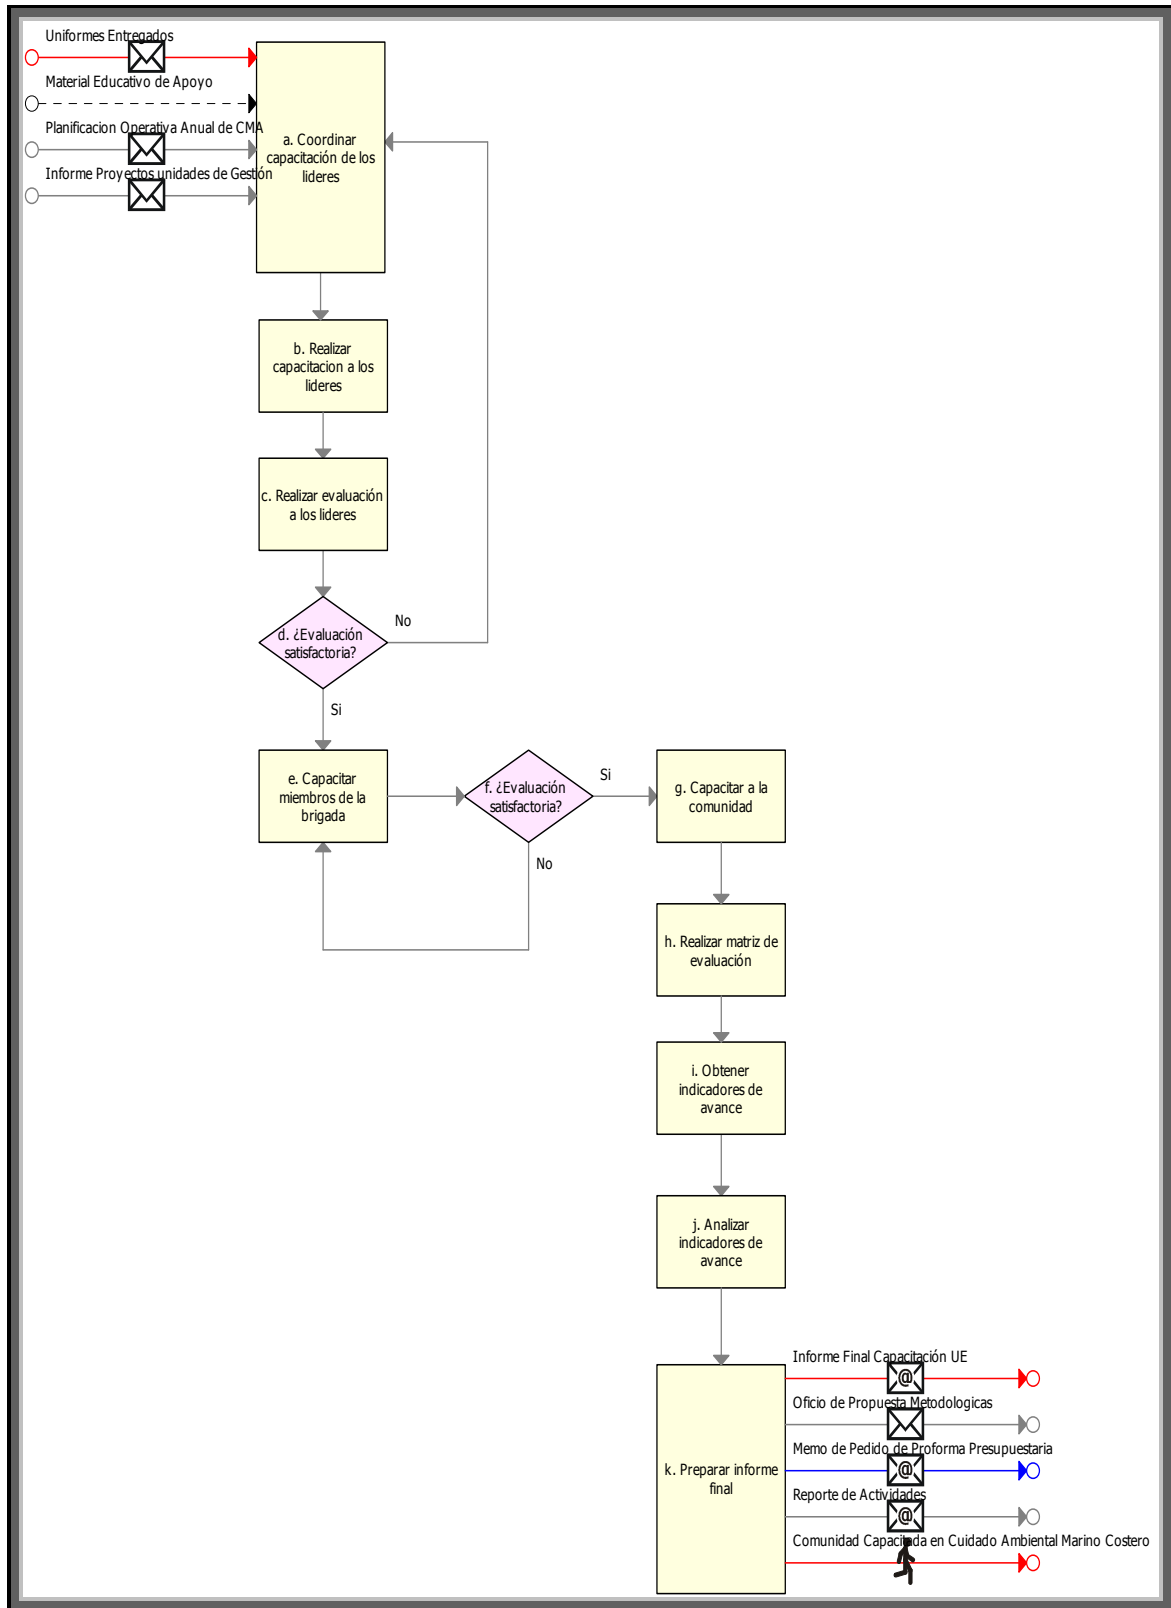 Uniformes Entregados
Material Educativo de Apoyo
Planificacion Operativa Anual de CMA
Informe Proyectos unidades de Gestión
a. Coordinar
capacitación de los
lideres
b. Realizar
capacitacion a los
lideres
c. Realizar evaluación
a los lideres
d. ¿Evaluación
satisfactoria?
No
Si
e. Capacitar
miembros de la
brigada
f. ¿Evaluación
satisfactoria?
Si
No
g. Capacitar a la
comunidad
h. Realizar matriz de
evaluación
i. Obtener
indicadores de
avance
j. Analizar
indicadores de
avance
k. Preparar informe
final
Informe Final Capacitación UE
@
Oficio de Propuesta Metodologicas
Memo de Pedido de Proforma Presupuestaria
@
Reporte de Actividades
@
Comunidad Capacitada en Cuidado Ambiental Marino Costero